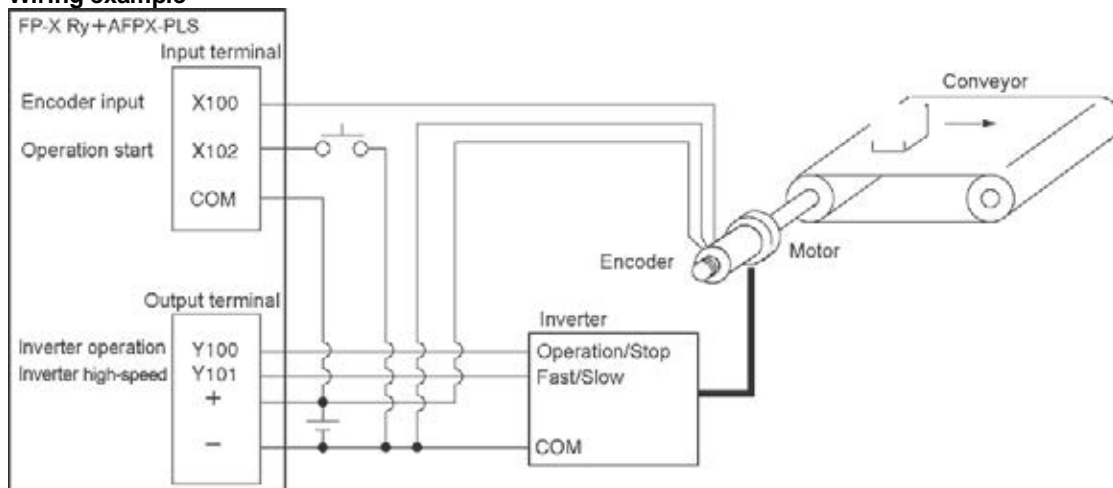 Wiring example
FP-X Ry+AFPX-PLS
Input terminal
Encoder input X100
Operation start X102
COM
Conveyor
Encoder
Motor
Output terminal
Inverter operation Y100
Inverter high-speed Y101
+
−
Inverter
Operation/Stop
Fast/Slow
COM